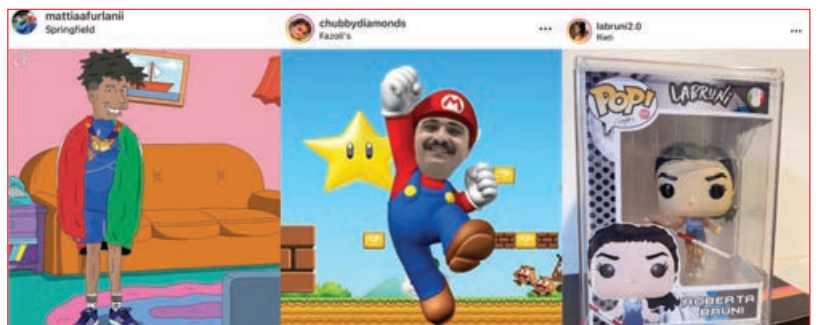 mattiaafurlanii
Springfield
chubbydiamonds
Fazoli's
labruni2.0
Rieti
POP!
LABRUNI
M
?
?
?
ROBERTA
BRUNI